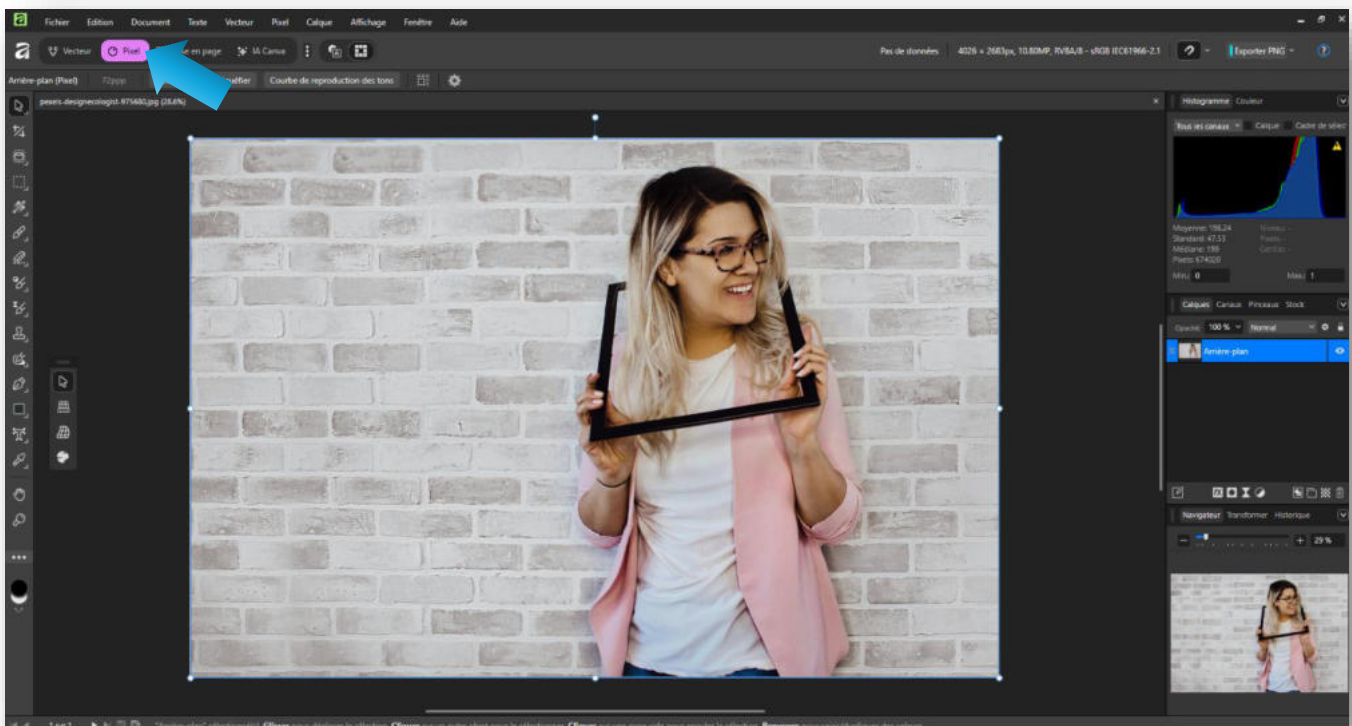 Fichier Edition Document Texte Vecteur Pixel Calque Affichage Fenêtre Aide
Vecteur Pixel en page IA Canva Pas de données 4026 × 2683px, 10.80MP, RVBA/8 - sRGB IEC61966-2.1 Exporter PNG
Arrière-plan (Pixel) 72ppp Courbe de reproduction des tons
pexels-designecologist-975680.jpg (28.6%)
Histogramme Couleur
Tous les canaux Calque Cadre de sélec
Moyenne: 196.24
Standard: 47.53
Médiane: 199
Pixels: 674020
Min.: 0 Max.: 1
Calques Canaux Pinceaux Stock
Opacité: 100 % Normal
Arrière-plan
Navigateur Transformer Historique
29 %